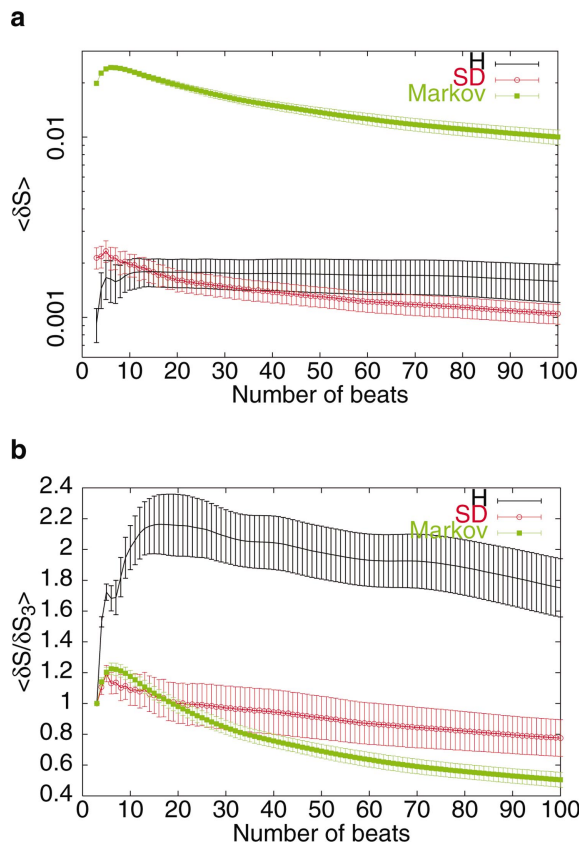 a
H
SD
Markov
0.01
0.001
<δS>
0 10 20 30 40 50 60 70 80 90 100
Number of beats
b
2.4
2.2
2
1.8
1.6
1.4
1.2
1
0.8
0.6
0.4
H
SD
Markov
<δS/δS₃>
0 10 20 30 40 50 60 70 80 90 100
Number of beats